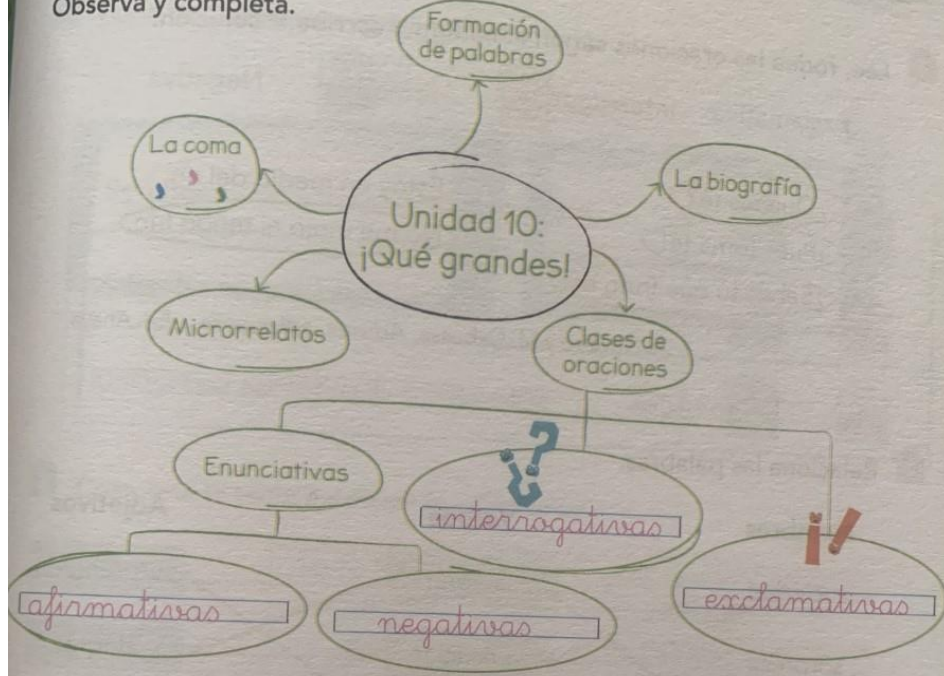 Observa y completa.
Formación
de palabras
La coma
, , ,
La biografía
Unidad 10:
¡Qué grandes!
Microrrelatos
Clases de
oraciones
Enunciativas
¿?
interrogativas
¡!
afirmativas
negativas
exclamativas